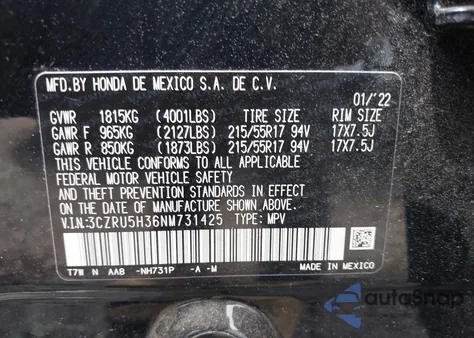 MFD.BY HONDA DE MEXICO S.A. DE C.V.
01/'22
GVWR 1815KG (4001LBS) TIRE SIZE RIM SIZE
GAWR F 965KG (2127LBS) 215/55R17 94V 17X7.5J
GAWR R 850KG (1873LBS) 215/55R17 94V 17X7.5J
THIS VEHICLE CONFORMS TO ALL APPLICABLE
FEDERAL MOTOR VEHICLE SAFETY
AND THEFT PREVENTION STANDARDS IN EFFECT
ON THE DATE OF MANUFACTURE SHOWN ABOVE.
V.I.N:3CZRU5H36NM731425 TYPE: MPV
T7W N AA8 -NH731P -A -M
MADE IN MEXICO
autoSnap